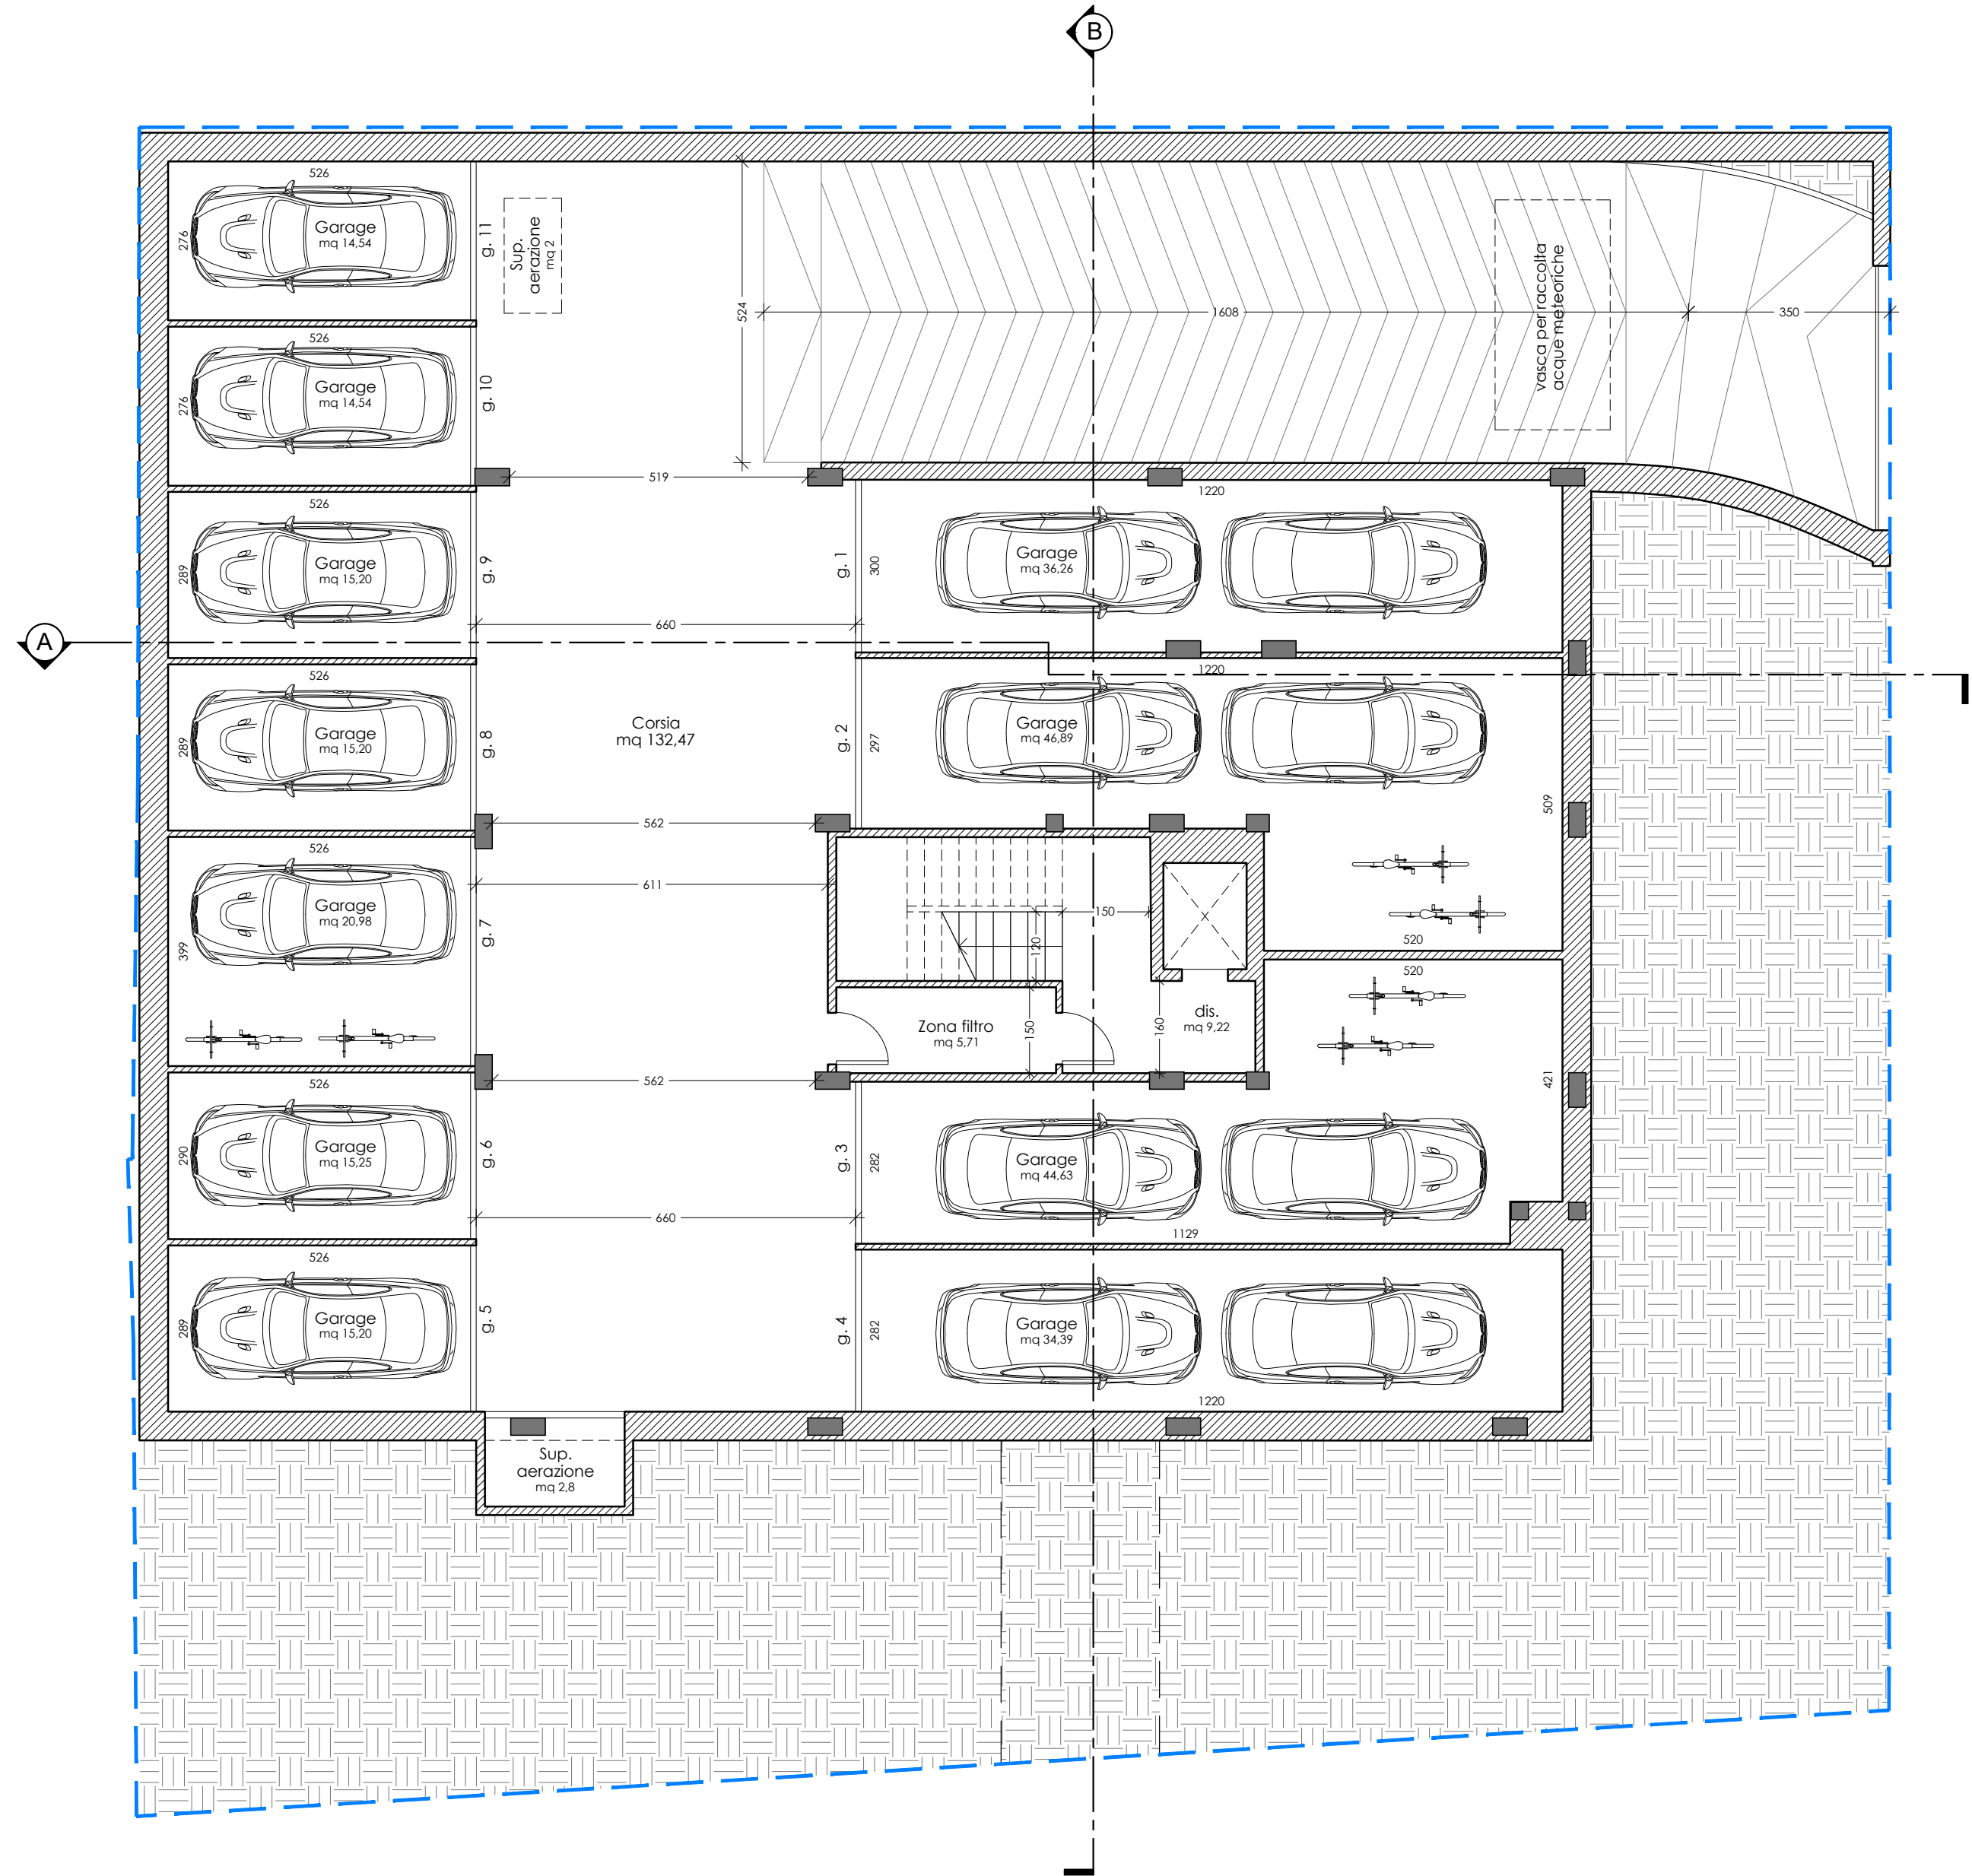 B
526
Garage
mq 14,54
276
g. 11
Sup.
aerazione
mq 2
524
1608
vasca per raccolta
acque meteoriche
350
526
Garage
mq 14,54
276
g. 10
519
1220
526
Garage
mq 15,20
289
g. 9
g. 1
300
Garage
mq 36,26
660
A
1220
526
Garage
mq 15,20
289
g. 8
Corsia
mq 132,47
g. 2
297
Garage
mq 46,89
509
562
526
611
Garage
mq 20,98
399
g. 7
150
120
520
520
Zona filtro
mq 5,71
150
160
dis.
mq 9,22
562
421
526
Garage
mq 15,25
290
g. 6
g. 3
282
Garage
mq 44,63
660
1129
526
Garage
mq 15,20
289
g. 5
g. 4
282
Garage
mq 34,39
1220
Sup.
aerazione
mq 2,8